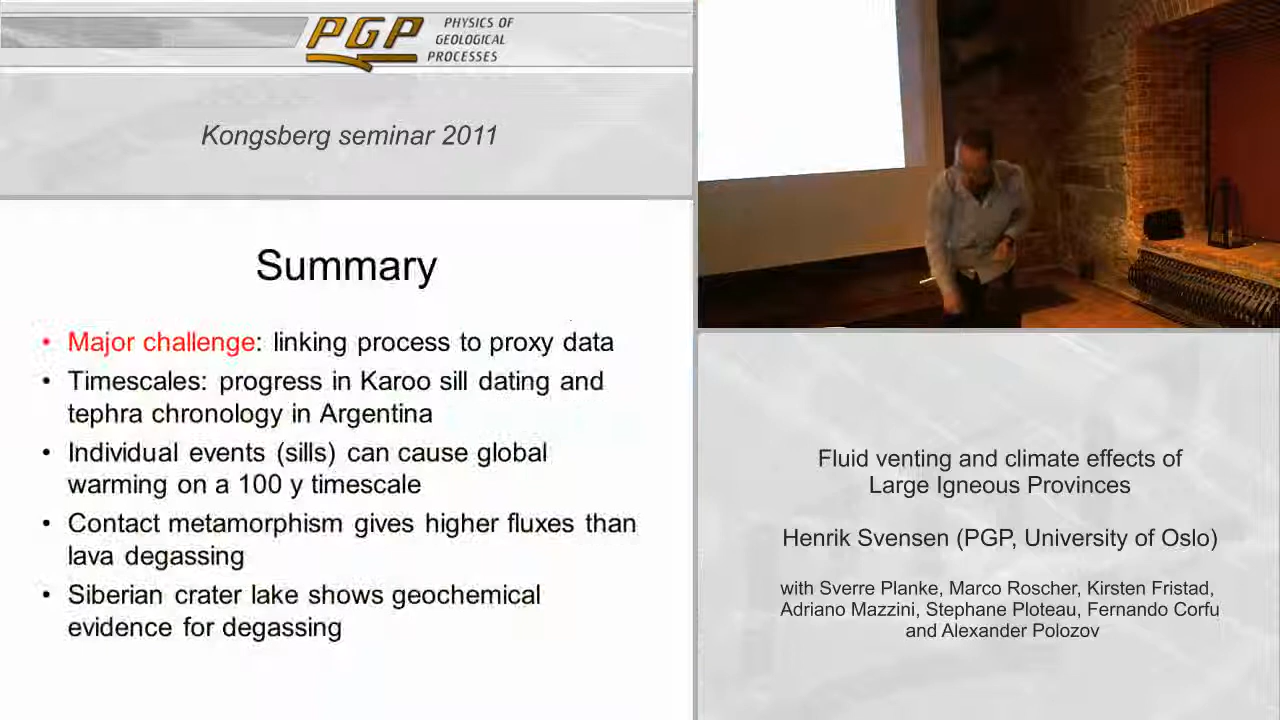 PGP
PHYSICS OF
GEOLOGICAL
PROCESSES
Kongsberg seminar 2011
Summary
• Major challenge: linking process to proxy data
• Timescales: progress in Karoo sill dating and
tephra chronology in Argentina
• Individual events (sills) can cause global
warming on a 100 y timescale
• Contact metamorphism gives higher fluxes than
lava degassing
• Siberian crater lake shows geochemical
evidence for degassing
Fluid venting and climate effects of
Large Igneous Provinces
Henrik Svensen (PGP, University of Oslo)
with Sverre Planke, Marco Roscher, Kirsten Fristad,
Adriano Mazzini, Stephane Ploteau, Fernando Corfu
and Alexander Polozov